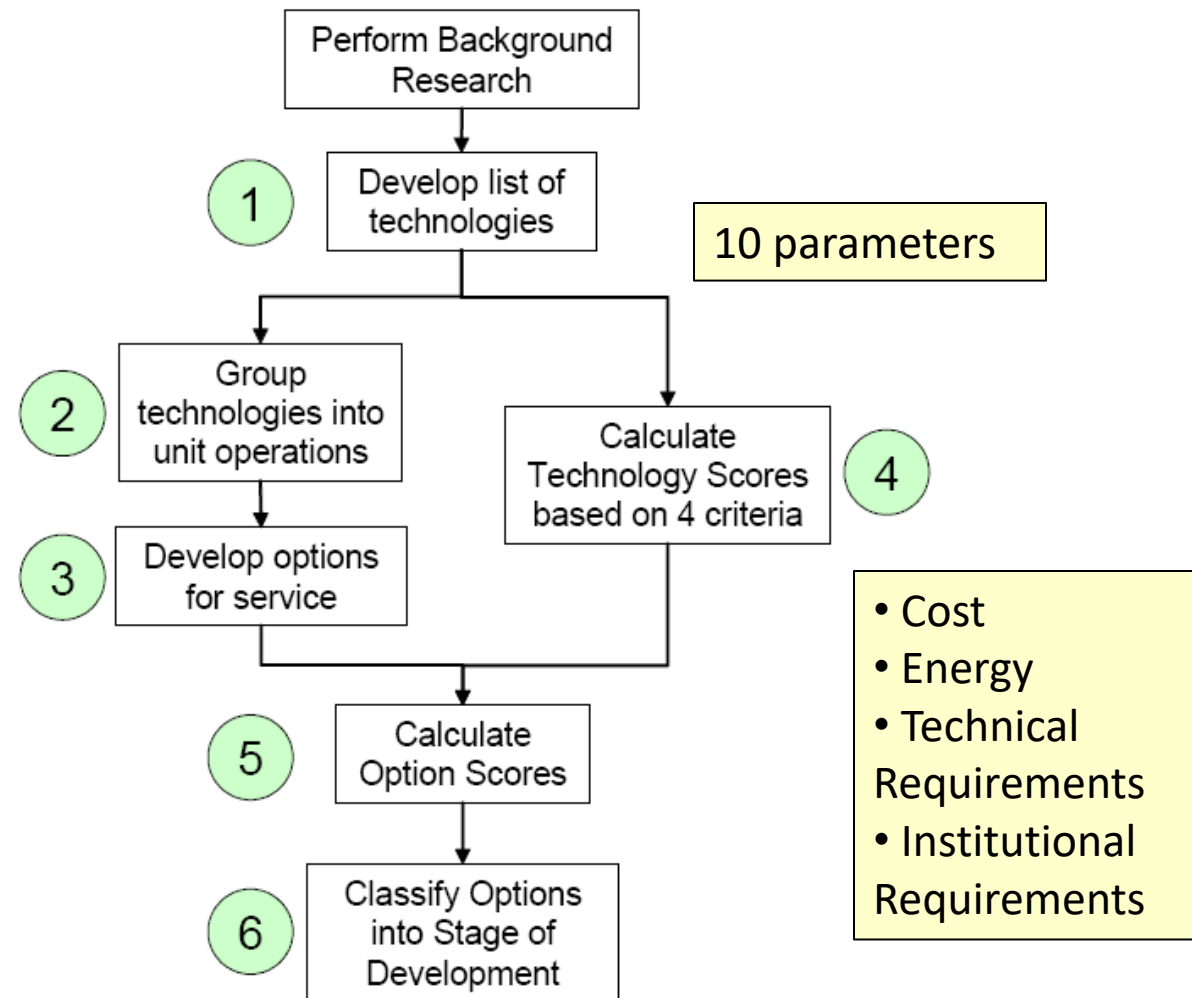 Perform Background
Research
1
Develop list of
technologies
10 parameters
2
Group
technologies into
unit operations
Calculate
Technology Scores
based on 4 criteria
4
3
Develop options
for service
• Cost
• Energy
• Technical
Requirements
• Institutional
Requirements
5
Calculate
Option Scores
6
Classify Options
into Stage of
Development